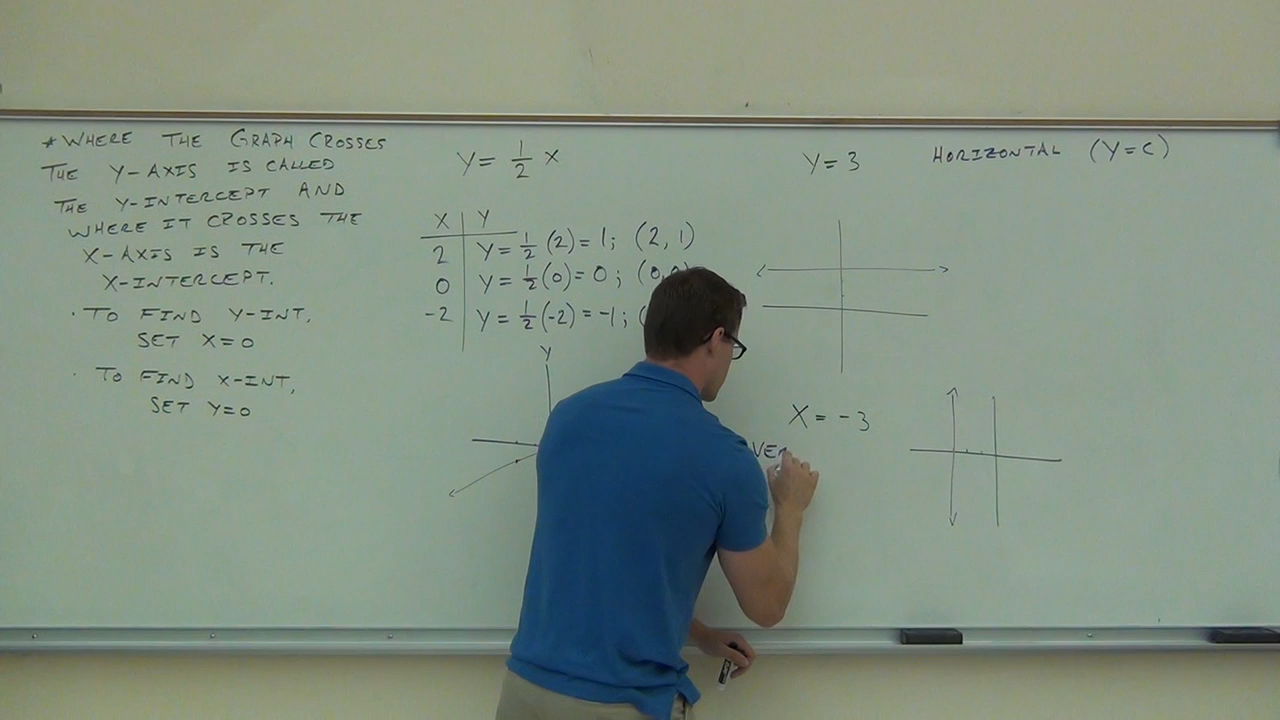 *WHERE THE GRAPH CROSSES
THE Y-AXIS IS CALLED
THE Y-INTERCEPT AND
WHERE IT CROSSES THE
X-AXIS IS THE
X-INTERCEPT.
· TO FIND Y-INT,
SET X=0
· TO FIND X-INT,
SET Y=0
Y = 1/2 X
X Y
2 Y = 1/2 (2) = 1; (2, 1)
0 Y = 1/2 (0) = 0; (0,0)
-2 Y = 1/2 (-2) = -1; (
Y
Y = 3
HORIZONTAL (Y=C)
X = -3
VE